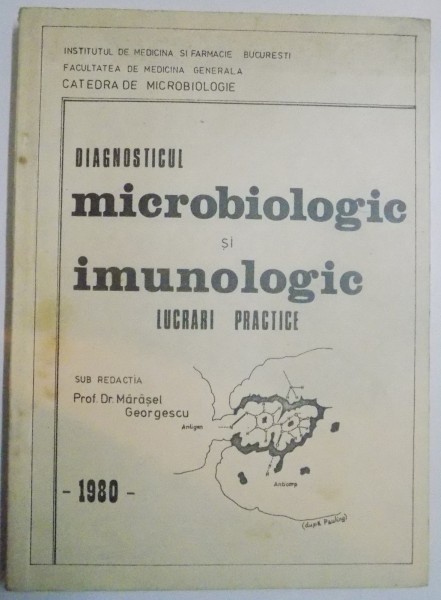 INSTITUTUL DE MEDICINA SI FARMACIE BUCURESTI
FACULTATEA DE MEDICINA GENERALA
CATEDRA DE MICROBIOLOGIE
DIAGNOSTICUL
microbiologic
și
imunologic
LUCRARI PRACTICE
SUB REDACTIA
Prof. Dr. Mărășel
Georgescu
Antigen
Anticorp
- 1980 -
(după Pauling)